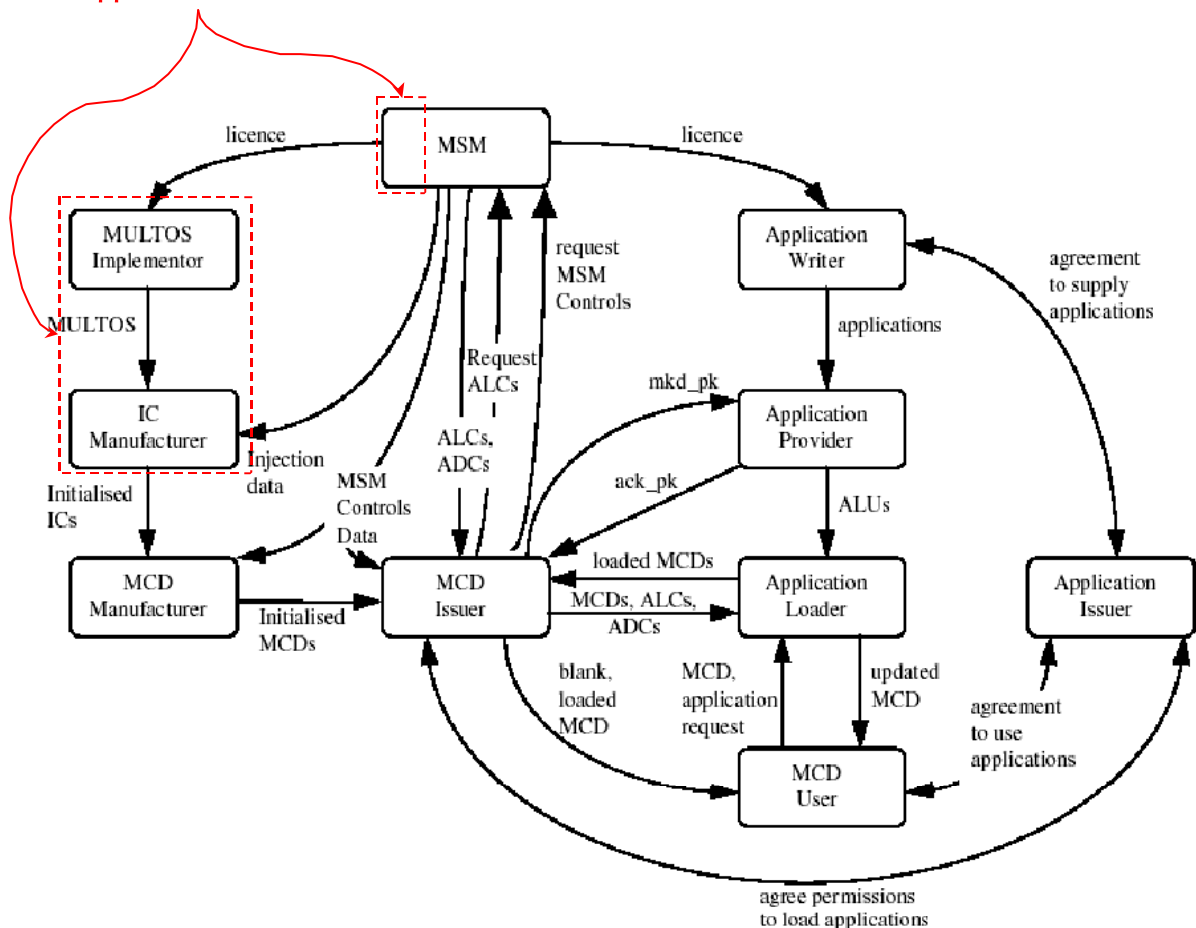 licence
MSM
licence
MULTOS
Implementor
request
MSM
Controls
Application
Writer
agreement
to supply
applications
MULTOS
applications
Request
ALCs
mkd_pk
IC
Manufacturer
Application
Provider
ALCs,
ADCs
Injection
data
MSM
Controls
Data
ack_pk
Initialised
ICs
ALUs
loaded MCDs
MCD
Manufacturer
MCD
Issuer
Application
Loader
Application
Issuer
MCDs, ALCs,
ADCs
Initialised
MCDs
blank,
loaded
MCD
MCD,
application
request
updated
MCD
agreement
to use
applications
MCD
User
agree permissions
to load applications